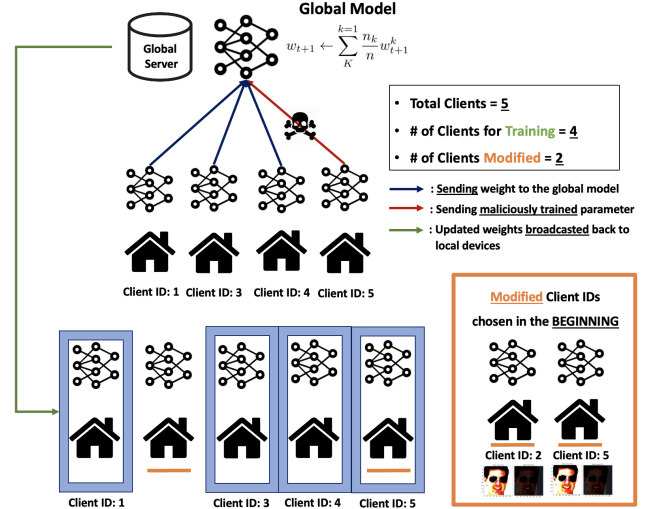 Global Model
Global
Server
w_{t+1} ← \sum_{K}^{k=1} \frac{n_k}{n} w_{t+1}^{k}
• Total Clients = 5
• # of Clients for Training = 4
• # of Clients Modified = 2
: Sending weight to the global model
: Sending maliciously trained parameter
: Updated weights broadcasted back to
local devices
Client ID: 1 Client ID: 3 Client ID: 4 Client ID: 5
Modified Client IDs
chosen in the BEGINNING
Client ID: 2 Client ID: 5
Client ID: 1 Client ID: 3 Client ID: 4 Client ID: 5